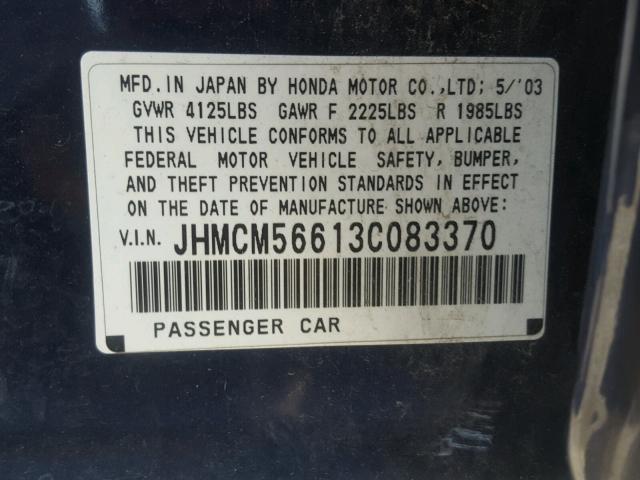 MFD. IN JAPAN BY HONDA MOTOR CO.,LTD; 5/'03
GVWR 4125LBS GAWR F 2225LBS R 1985LBS
THIS VEHICLE CONFORMS TO ALL APPLICABLE
FEDERAL MOTOR VEHICLE SAFETY, BUMPER,
AND THEFT PREVENTION STANDARDS IN EFFECT
ON THE DATE OF MANUFACTURE SHOWN ABOVE:
V.I.N. JHMCM56613C083370
PASSENGER CAR